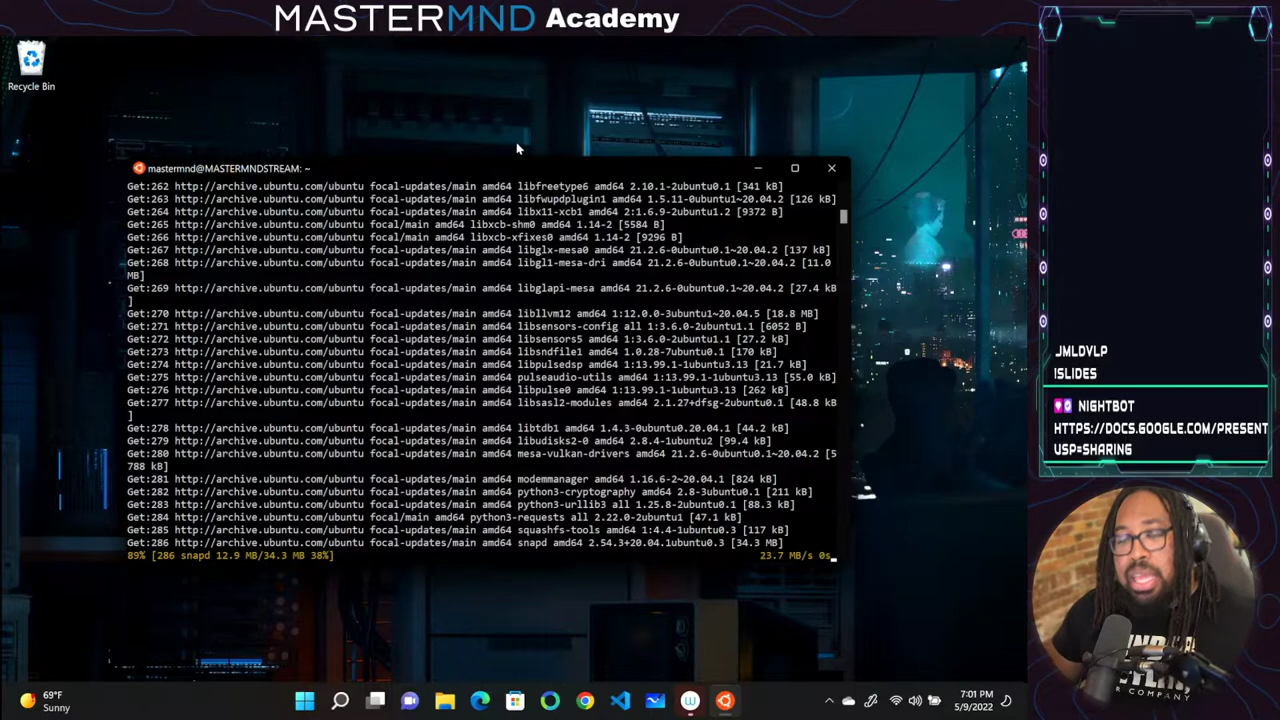 MASTERMND Academy
Recycle Bin
mastermnd@MASTERMNDSTREAM: ~
Get:262 http://archive.ubuntu.com/ubuntu focal-updates/main amd64 libfreetype6 amd64 2.10.1-2ubuntu0.1 [341 kB]
Get:263 http://archive.ubuntu.com/ubuntu focal-updates/main amd64 libfwupdplugin1 amd64 1.5.11-0ubuntu1~20.04.2 [126 kB]
Get:264 http://archive.ubuntu.com/ubuntu focal-updates/main amd64 libx11-xcb1 amd64 2:1.6.9-2ubuntu1.2 [9372 B]
Get:265 http://archive.ubuntu.com/ubuntu focal/main amd64 libxcb-shm0 amd64 1.14-2 [5584 B]
Get:266 http://archive.ubuntu.com/ubuntu focal/main amd64 libxcb-xfixes0 amd64 1.14-2 [9296 B]
Get:267 http://archive.ubuntu.com/ubuntu focal-updates/main amd64 libglx-mesa0 amd64 21.2.6-0ubuntu0.1~20.04.2 [137 kB]
Get:268 http://archive.ubuntu.com/ubuntu focal-updates/main amd64 libgl1-mesa-dri amd64 21.2.6-0ubuntu0.1~20.04.2 [11.0
MB]
Get:269 http://archive.ubuntu.com/ubuntu focal-updates/main amd64 libglapi-mesa amd64 21.2.6-0ubuntu0.1~20.04.2 [27.4 kB
]
Get:270 http://archive.ubuntu.com/ubuntu focal-updates/main amd64 libllvm12 amd64 1:12.0.0-3ubuntu1~20.04.5 [18.8 MB]
Get:271 http://archive.ubuntu.com/ubuntu focal-updates/main amd64 libsensors-config all 1:3.6.0-2ubuntu1.1 [6052 B]
Get:272 http://archive.ubuntu.com/ubuntu focal-updates/main amd64 libsensors5 amd64 1:3.6.0-2ubuntu1.1 [27.2 kB]
Get:273 http://archive.ubuntu.com/ubuntu focal-updates/main amd64 libsndfile1 amd64 1.0.28-7ubuntu0.1 [170 kB]
Get:274 http://archive.ubuntu.com/ubuntu focal-updates/main amd64 libpulsedsp amd64 1:13.99.1-1ubuntu3.13 [21.7 kB]
Get:275 http://archive.ubuntu.com/ubuntu focal-updates/main amd64 pulseaudio-utils amd64 1:13.99.1-1ubuntu3.13 [55.0 kB]
Get:276 http://archive.ubuntu.com/ubuntu focal-updates/main amd64 libpulse0 amd64 1:13.99.1-1ubuntu3.13 [262 kB]
Get:277 http://archive.ubuntu.com/ubuntu focal-updates/main amd64 libsasl2-modules amd64 2.1.27+dfsg-2ubuntu0.1 [48.8 kB
]
Get:278 http://archive.ubuntu.com/ubuntu focal-updates/main amd64 libtdb1 amd64 1.4.3-0ubuntu0.20.04.1 [44.2 kB]
Get:279 http://archive.ubuntu.com/ubuntu focal-updates/main amd64 libudisks2-0 amd64 2.8.4-1ubuntu2 [99.4 kB]
Get:280 http://archive.ubuntu.com/ubuntu focal-updates/main amd64 mesa-vulkan-drivers amd64 21.2.6-0ubuntu0.1~20.04.2 [5
788 kB]
Get:281 http://archive.ubuntu.com/ubuntu focal-updates/main amd64 modemmanager amd64 1.16.6-2~20.04.1 [824 kB]
Get:282 http://archive.ubuntu.com/ubuntu focal-updates/main amd64 python3-cryptography amd64 2.8-3ubuntu0.1 [211 kB]
Get:283 http://archive.ubuntu.com/ubuntu focal-updates/main amd64 python3-urllib3 all 1.25.8-2ubuntu0.1 [88.3 kB]
Get:284 http://archive.ubuntu.com/ubuntu focal/main amd64 python3-requests all 2.22.0-2ubuntu1 [47.1 kB]
Get:285 http://archive.ubuntu.com/ubuntu focal-updates/main amd64 squashfs-tools amd64 1:4.4-1ubuntu0.3 [117 kB]
Get:286 http://archive.ubuntu.com/ubuntu focal-updates/main amd64 snapd amd64 2.54.3+20.04.1ubuntu0.3 [34.3 MB]
89% [286 snapd 12.9 MB/34.3 MB 38%] 23.7 MB/s 0s
JMLDVLP
!SLIDES
NIGHTBOT
HTTPS://DOCS.GOOGLE.COM/PRESENT
USP=SHARING
69°F
Sunny
7:01 PM
5/9/2022